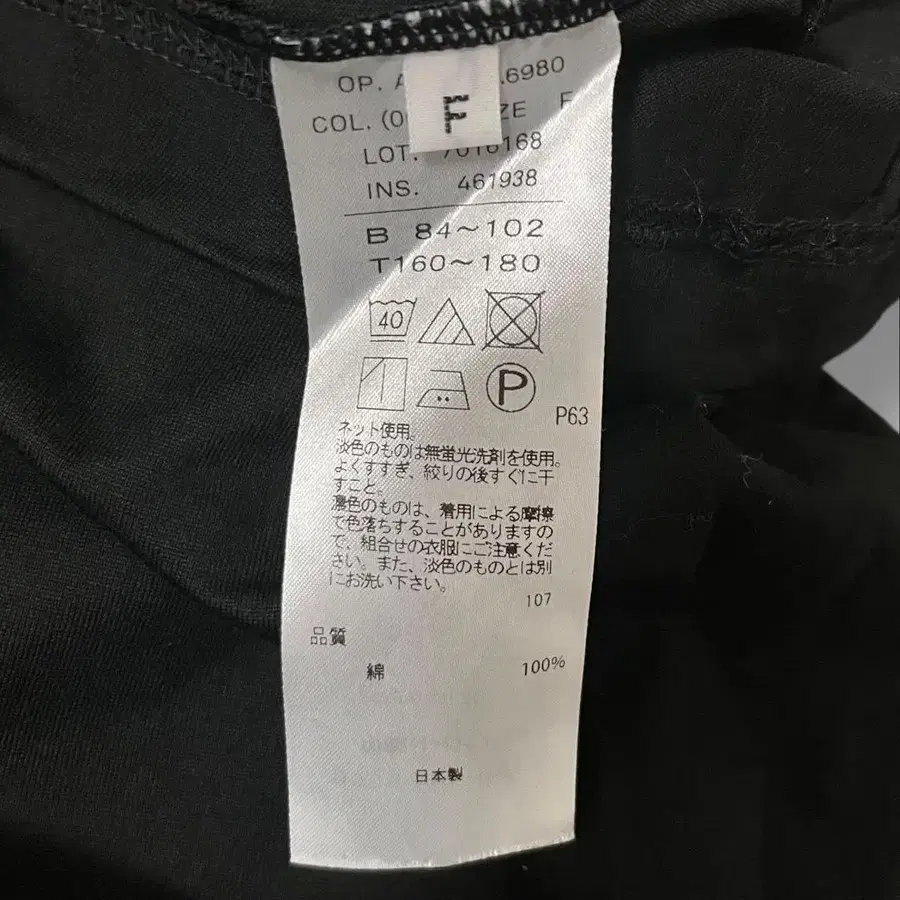 OP. A .6980
F
COL. (0 ZE F
LOT. 7016168
INS. 461938
B 84～102
T160～180
40
P
P63
ネット使用。
淡色のものは無蛍光洗剤を使用。
よくすすぎ、絞りの後すぐに干
すこと。
濃色のものは、着用による摩擦
で色落ちすることがありますの
で、組合せの衣服にご注意くだ
さい。また、淡色のものとは別
にお洗い下さい。
107
品質
綿 100%
日本製